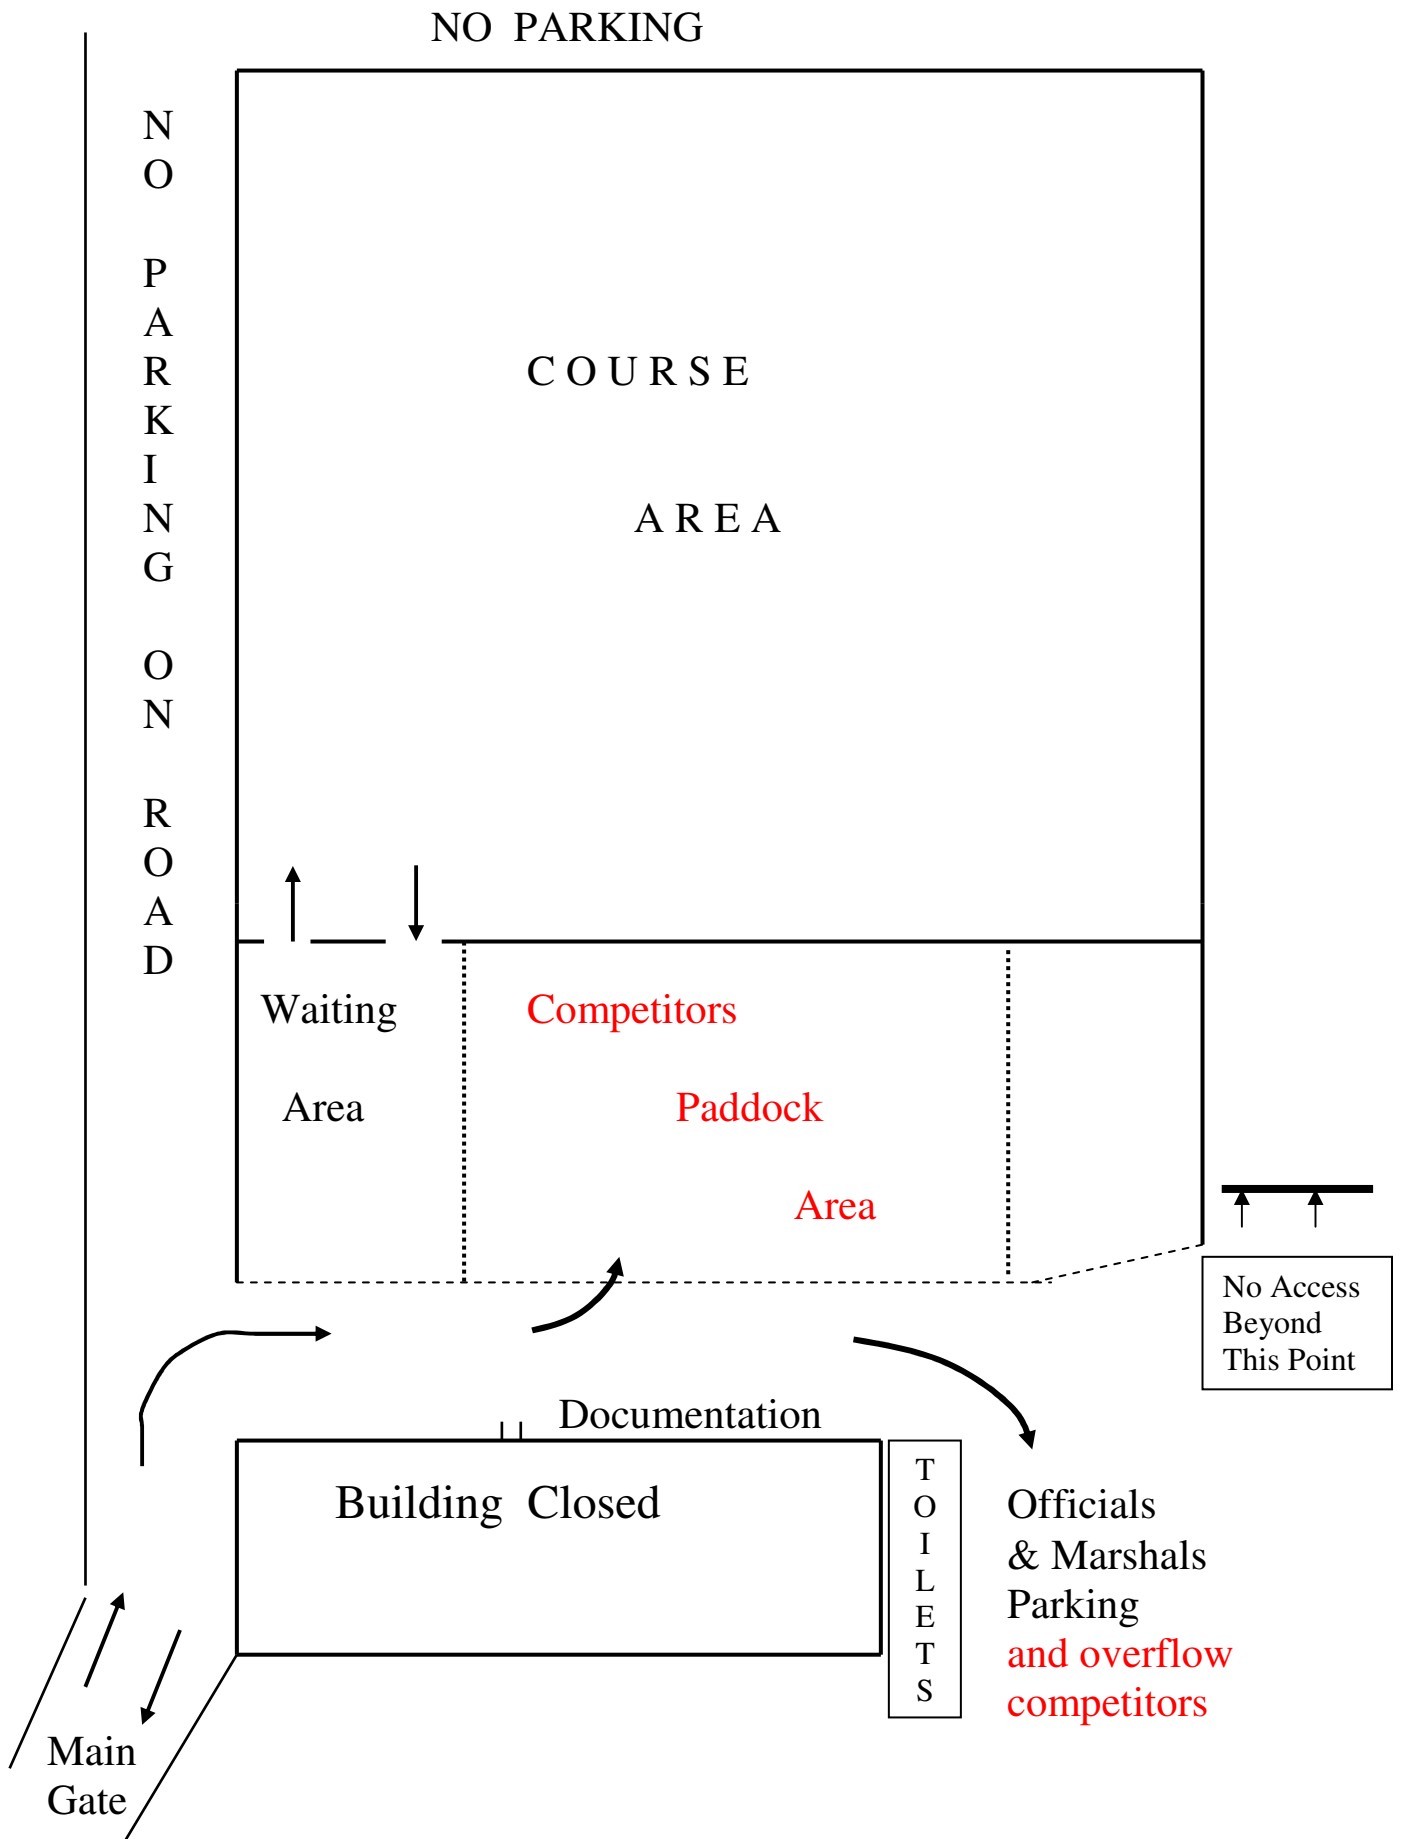 NO PARKING
NO PARKING ON ROAD
COURSE
AREA
Waiting
Area
Competitors
Paddock
Area
No Access
Beyond
This Point
Documentation
Building Closed
TOILETS
Officials
& Marshals
Parking
and overflow
competitors
Main
Gate